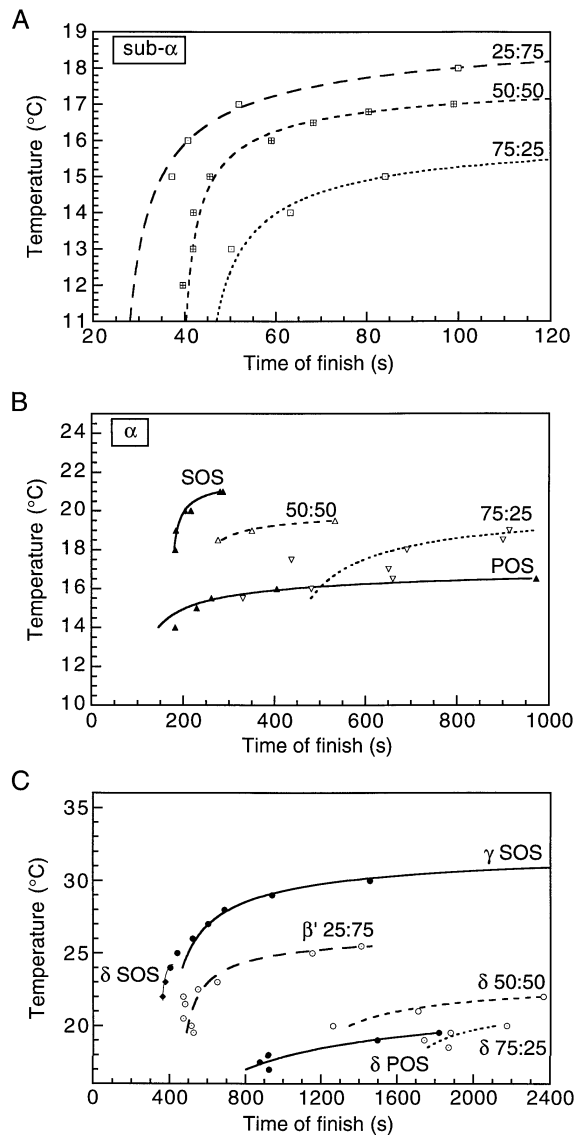 A
sub-α
Temperature (°C)
19
18
17
16
15
14
13
12
11
25:75
50:50
75:25
20 40 60 80 100 120
Time of finish (s)
B
α
Temperature (°C)
24
22
20
18
16
14
12
10
SOS
50:50
75:25
POS
0 200 400 600 800 1000
Time of finish (s)
C
Temperature (°C)
35
30
25
20
γ SOS
β' 25:75
δ SOS
δ 50:50
δ POS
δ 75:25
0 400 800 1200 1600 2000 2400
Time of finish (s)